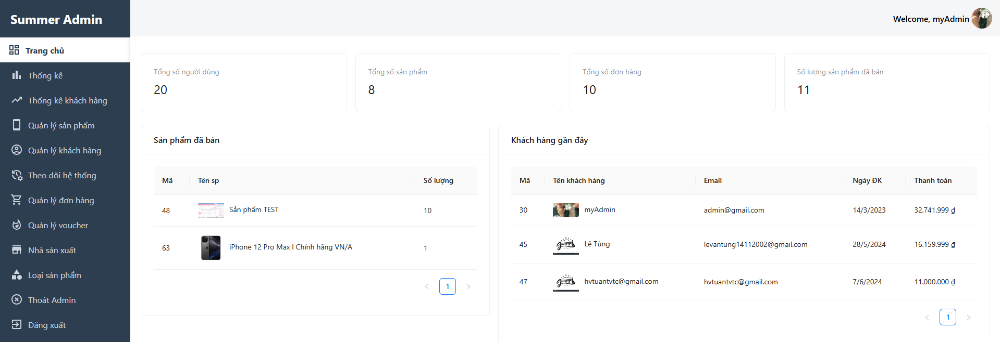 Summer Admin
Welcome, myAdmin
Trang chủ
Thống kê
Thống kê khách hàng
Quản lý sản phẩm
Quản lý khách hàng
Theo dõi hệ thống
Quản lý đơn hàng
Quản lý voucher
Nhà sản xuất
Loại sản phẩm
Thoát Admin
Đăng xuất
Tổng số người dùng
20
Tổng số sản phẩm
8
Tổng số đơn hàng
10
Số lượng sản phẩm đã bán
11
Sản phẩm đã bán
Mã Tên sp Số lượng
48 Sản phẩm TEST 10
63 iPhone 12 Pro Max I Chính hãng VN/A 1
< 1 >
Khách hàng gần đây
Mã Tên khách hàng Email Ngày ĐK Thanh toán
30 myAdmin admin@gmail.com 14/3/2023 32.741.999 ₫
45 Summer Lê Tùng levantung14112002@gmail.com 28/5/2024 16.159.999 ₫
47 Summer hvtuantvtc@gmail.com hvtuantvtc@gmail.com 7/6/2024 11.000.000 ₫
< 1 >